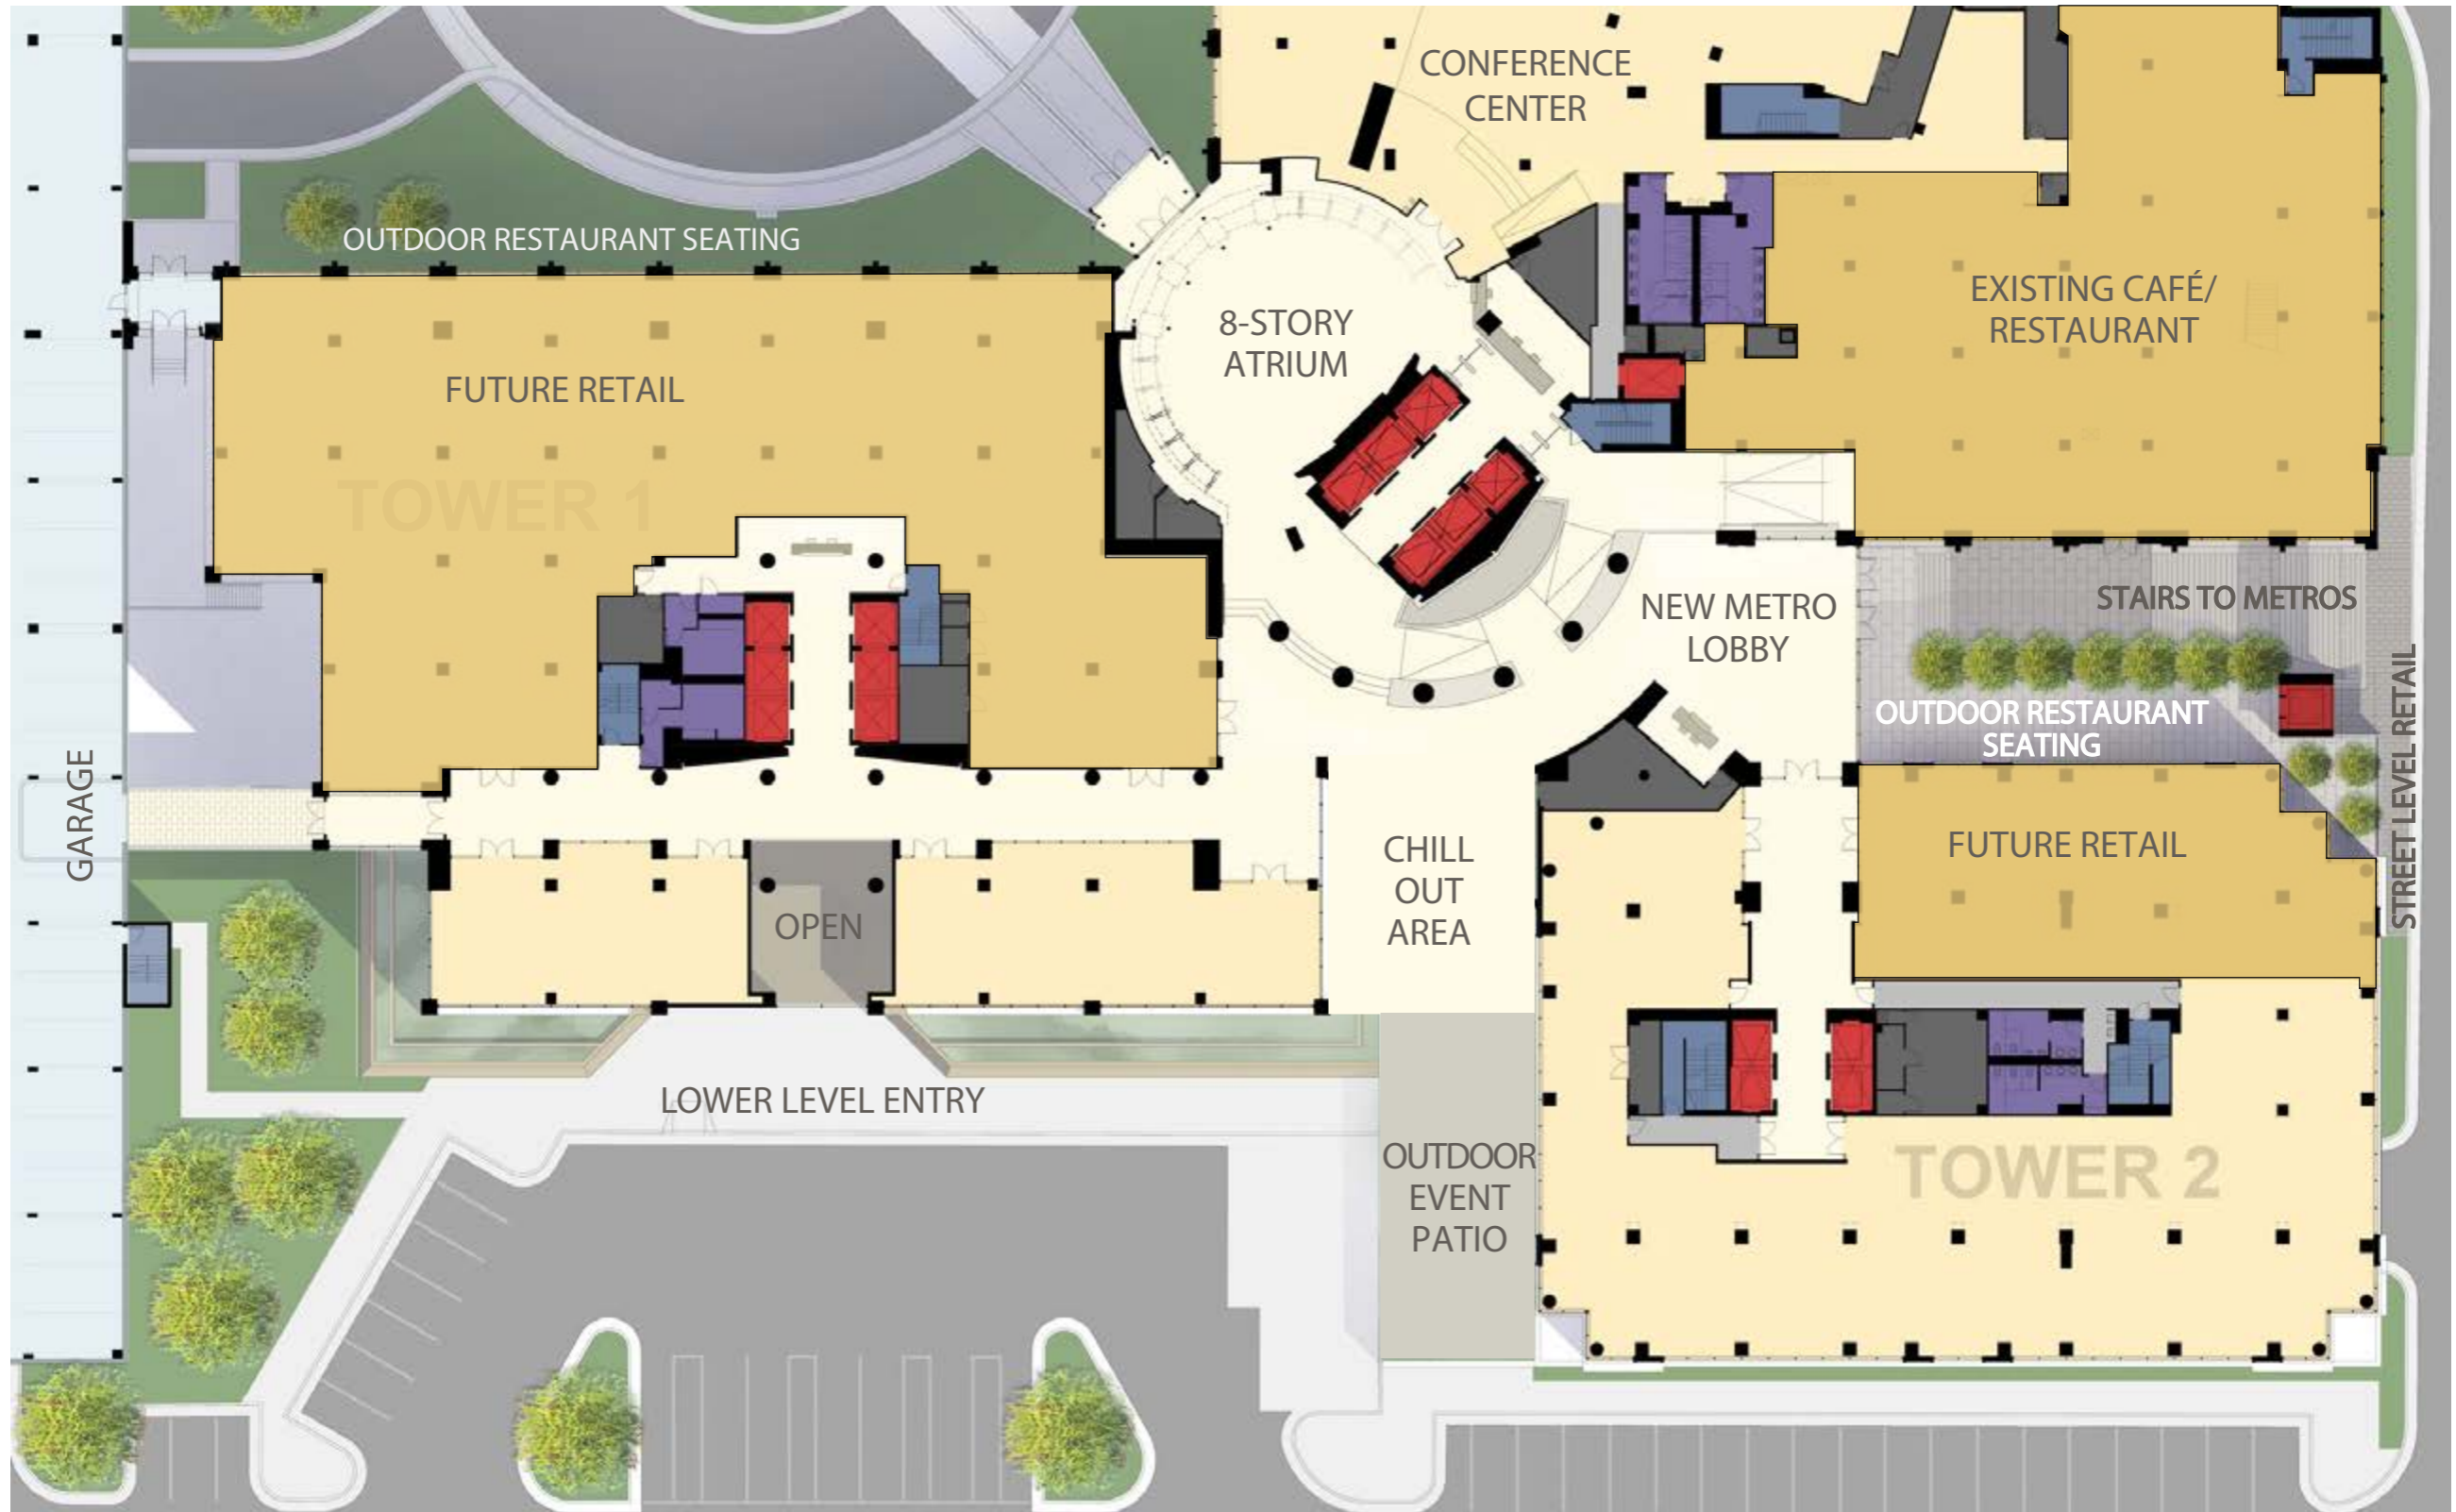 CONFERENCE
CENTER
OUTDOOR RESTAURANT SEATING
8-STORY
ATRIUM
EXISTING CAFÉ/
RESTAURANT
FUTURE RETAIL
TOWER 1
NEW METRO
LOBBY
STAIRS TO METROS
OUTDOOR RESTAURANT
SEATING
STREET LEVEL RETAIL
GARAGE
CHILL
OUT
AREA
FUTURE RETAIL
OPEN
LOWER LEVEL ENTRY
OUTDOOR
EVENT
PATIO
TOWER 2